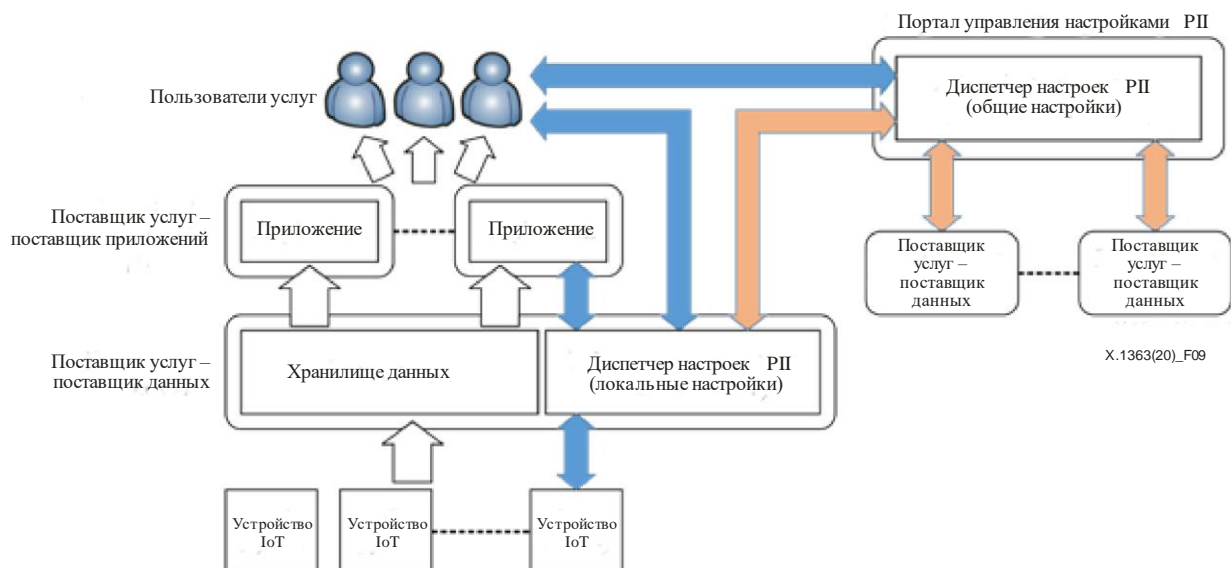 Портал управления настройками PII
Пользователи услуг
Диспетчер настроек PII
(общие настройки)
Поставщик услуг –
поставщик приложений
Приложение
Приложение
Поставщик
услуг –
поставщик
данных
Поставщик
услуг –
поставщик
данных
Поставщик услуг –
поставщик данных
Хранилище данных
Диспетчер настроек PII
(локальные настройки)
X.1363(20)_F09
Устройство
IoT
Устройство
IoT
Устройство
IoT